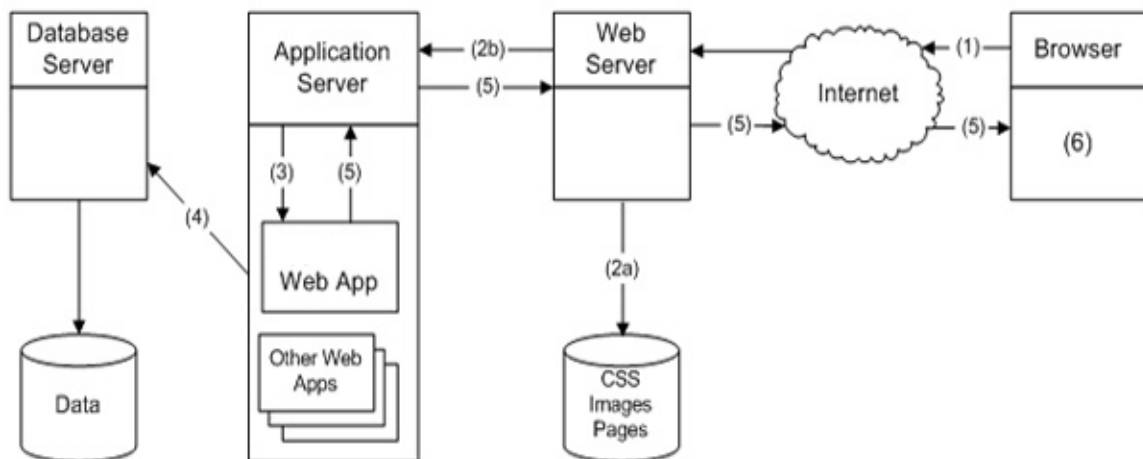 Database
Server
Application
Server
(2b)
(5)
Web
Server
(1)
Browser
Internet
(5)
(5)
(6)
(3)
(5)
(4)
Web App
(2a)
Other Web
Apps
Data
CSS
Images
Pages